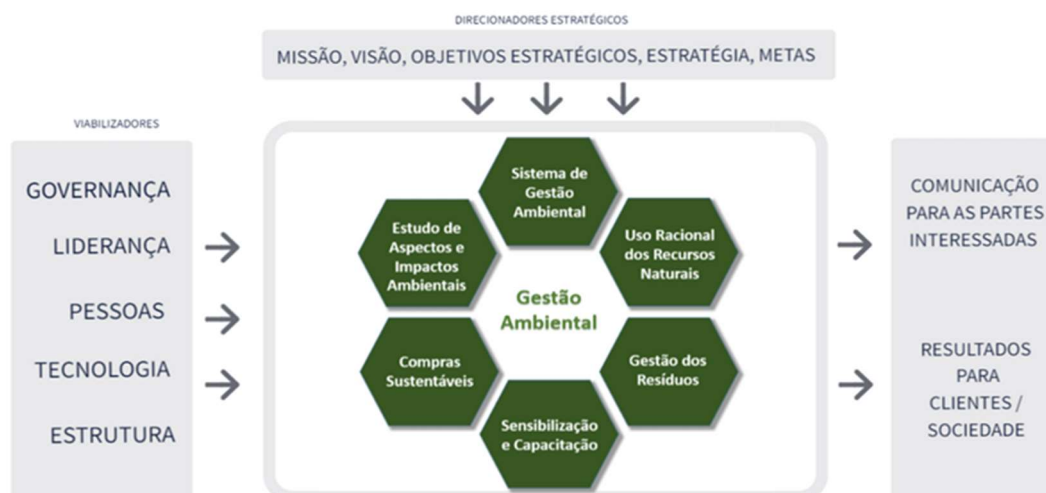 DIRECIONADORES ESTRATÉGICOS
MISSÃO, VISÃO, OBJETIVOS ESTRATÉGICOS, ESTRATÉGIA, METAS
VIABILIZADORES
GOVERNANÇA
LIDERANÇA
PESSOAS
TECNOLOGIA
ESTRUTURA
Sistema de
Gestão
Ambiental
Estudo de
Aspectos e
Impactos
Ambientais
Uso Racional
dos Recursos
Naturais
Gestão
Ambiental
Compras
Sustentáveis
Gestão dos
Resíduos
Sensibilização
e Capacitação
COMUNICAÇÃO
PARA AS PARTES
INTERESSADAS
RESULTADOS
PARA
CLIENTES /
SOCIEDADE